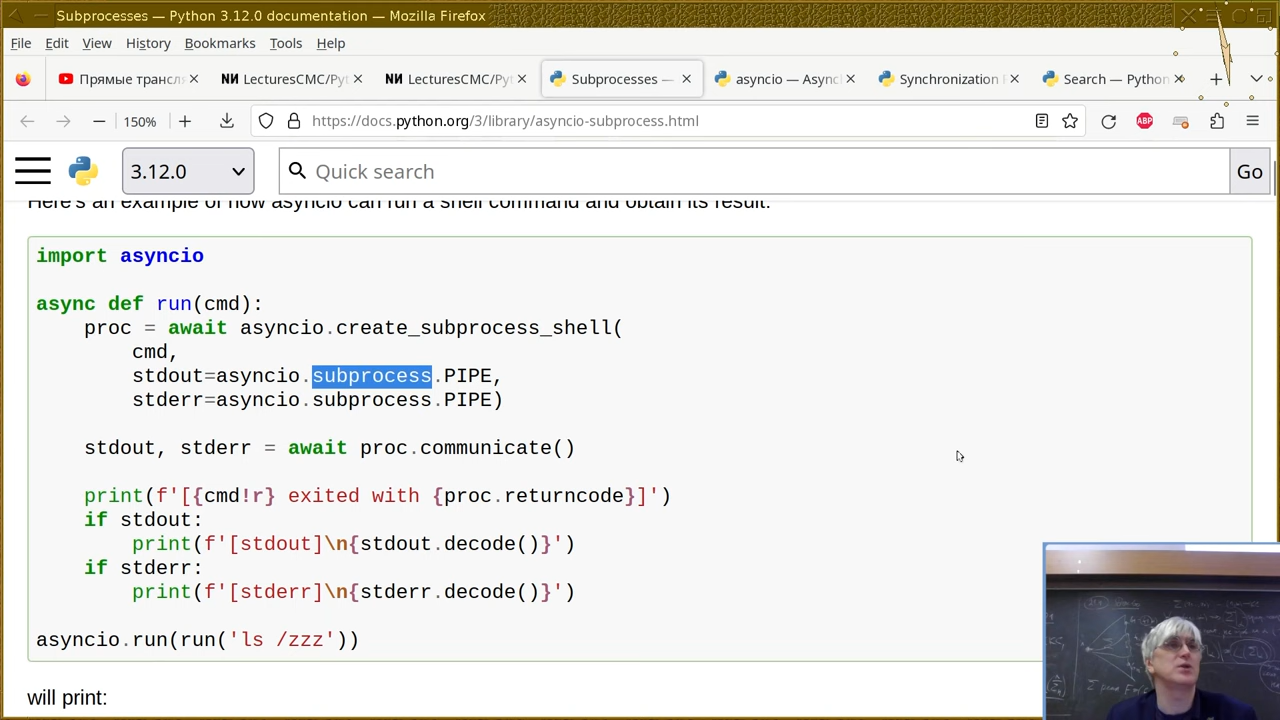 Subprocesses — Python 3.12.0 documentation — Mozilla Firefox
File Edit View History Bookmarks Tools Help
Прямые трансл
LecturesCMC/Pyt
LecturesCMC/Pyt
Subprocesses —
asyncio — Async
Synchronization
Search — Python
150%
https://docs.python.org/3/library/asyncio-subprocess.html
ABP
3.12.0
Quick search
Go
Here's an example of how asyncio can run a shell command and obtain its result:
import asyncio
async def run(cmd):
    proc = await asyncio.create_subprocess_shell(
        cmd,
        stdout=asyncio.subprocess.PIPE,
        stderr=asyncio.subprocess.PIPE)
    stdout, stderr = await proc.communicate()
    print(f'[{cmd!r} exited with {proc.returncode}]')
    if stdout:
        print(f'[stdout]\n{stdout.decode()}')
    if stderr:
        print(f'[stderr]\n{stderr.decode()}')
asyncio.run(run('ls /zzz'))
will print: